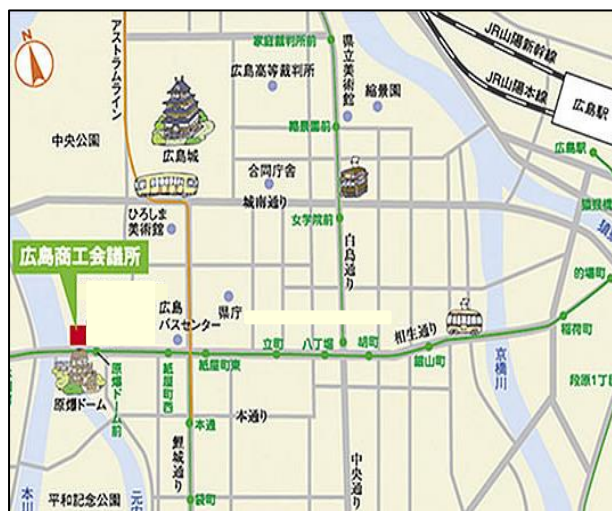 N
アストラムライン
家庭裁判所前
県立美術館
JR山陽新幹線
JR山陽本線
広島駅
広島高等裁判所
縮景園
中央公園
広島城
縮景園前
広島駅
合同庁舎
城南通り
女学院前
猿猴橋
ひろしま
美術館
白島通り
広島商工会議所
的場町
広島
バスセンター
県庁
相生通り
稲荷町
原爆ドーム前
紙屋町西
紙屋町東
立町
八丁堀
胡町
銀山町
京橋川
段原1丁目
原爆ドーム
本通
本通り
鯉城通り
中央通り
袋町
平和記念公園
本川